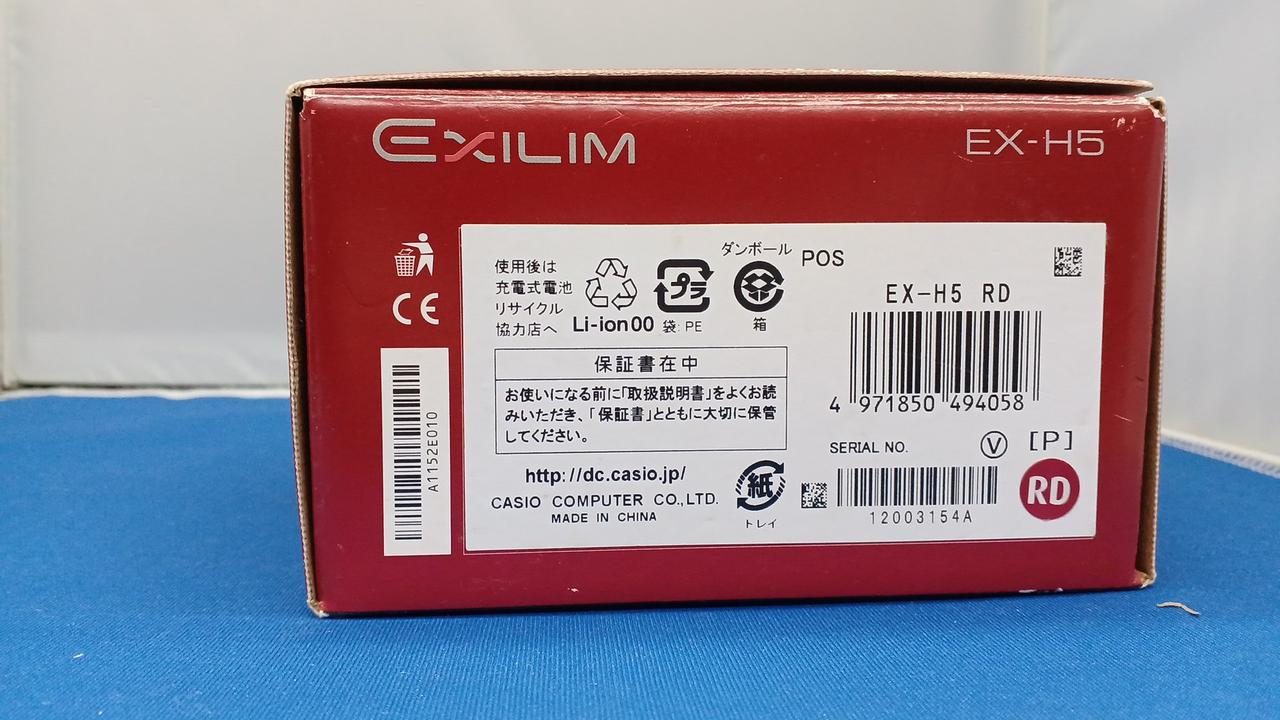 EXILIM
EX-H5
CE
A1152E010
使用後は
充電式電池
リサイクル
協力店へ
Li-ion00
プラ
袋: PE
ダンボール
箱
POS
保証書在中
お使いになる前に「取扱説明書」をよくお読
みいただき、「保証書」とともに大切に保管
してください。
http://dc.casio.jp/
CASIO COMPUTER CO.,LTD.
MADE IN CHINA
紙
トレイ
EX-H5 RD
4 971850 494058
SERIAL NO.
V
[P]
12003154A
RD